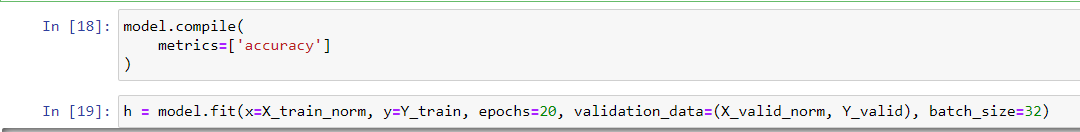 In [18]: model.compile(
    metrics=['accuracy']
)
In [19]: h = model.fit(x=X_train_norm, y=Y_train, epochs=20, validation_data=(X_valid_norm, Y_valid), batch_size=32)